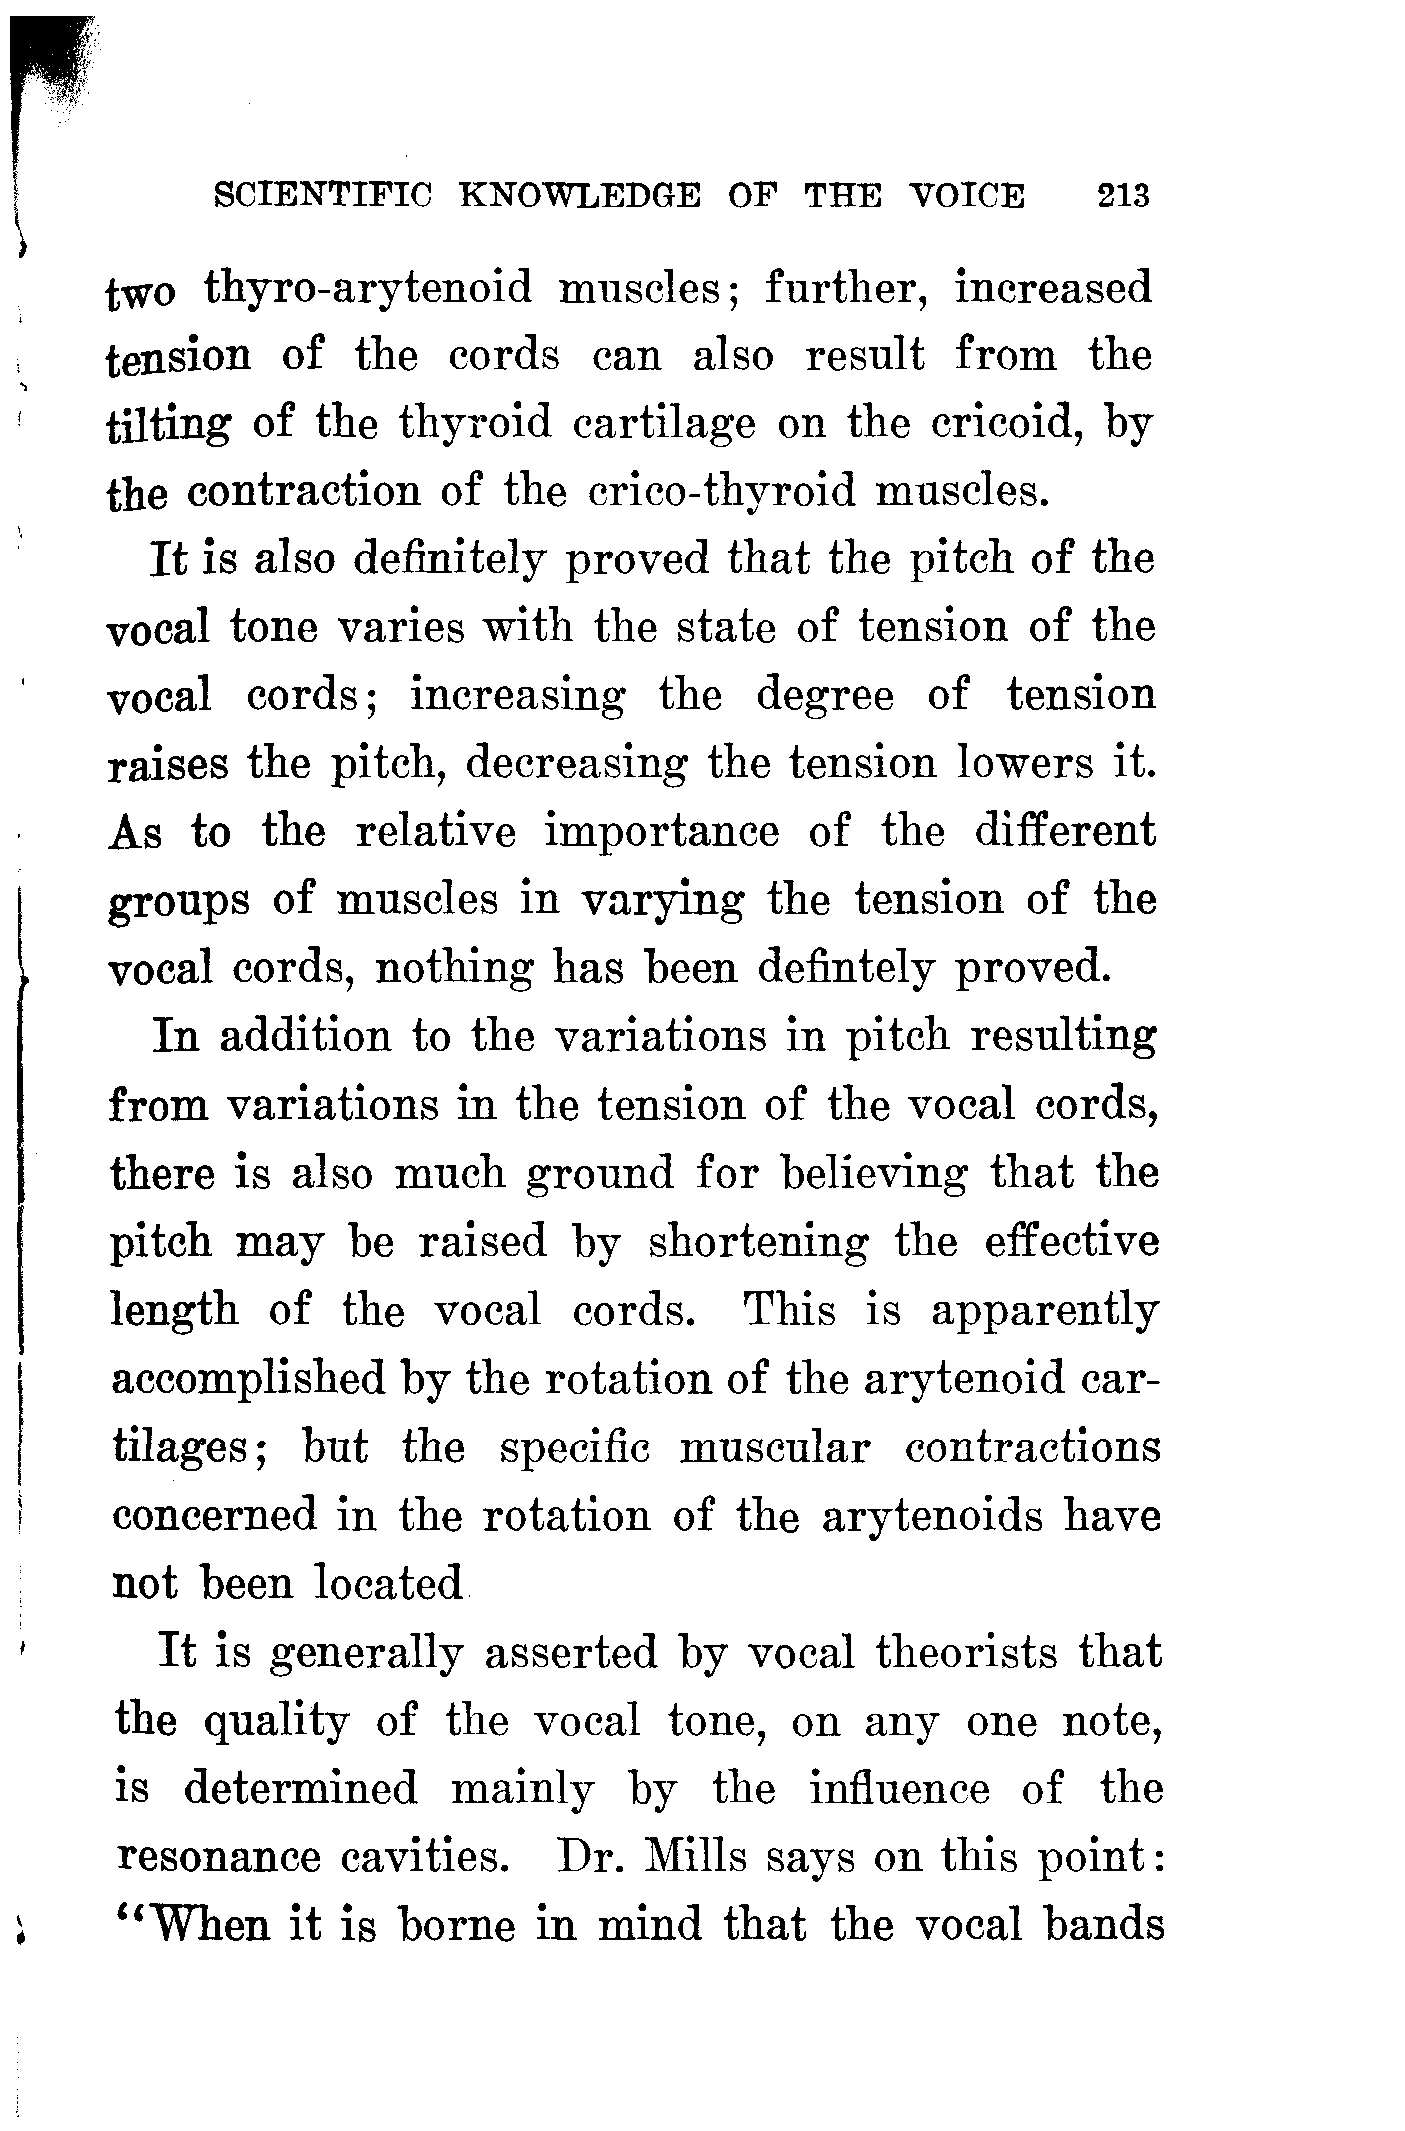 SCIENTIFIC KNOWLEDGE OF THE VOICE 213
two thyro-arytenoid muscles; further, increased
tension of the cords can also result from the
tilting of the thyroid cartilage on the cricoid, by
the contraction of the crico-thyroid muscles.
It is also definitely proved that the pitch of the
vocal tone varies with the state of tension of the
vocal cords; increasing the degree of tension
raises the pitch, decreasing the tension lowers it.
As to the relative importance of the different
groups of muscles in varying the tension of the
vocal cords, nothing has been defintely proved.
In addition to the variations in pitch resulting
from variations in the tension of the vocal cords,
there is also much ground for believing that the
pitch may be raised by shortening the effective
length of the vocal cords. This is apparently
accomplished by the rotation of the arytenoid car-
tilages; but the specific muscular contractions
concerned in the rotation of the arytenoids have
not been located
It is generally asserted by vocal theorists that
the quality of the vocal tone, on any one note,
is determined mainly by the influence of the
resonance cavities. Dr. Mills says on this point:
“When it is borne in mind that the vocal bands